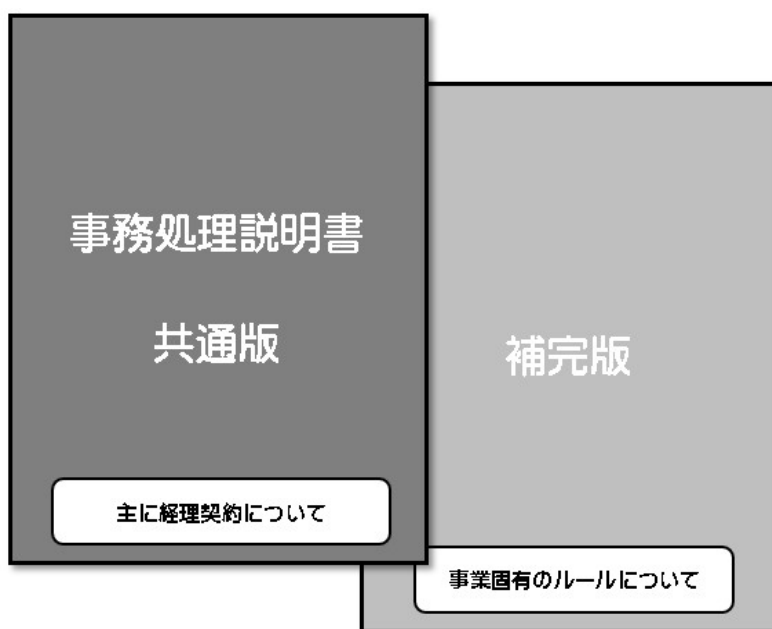 事務処理説明書
共通版
主に経理契約について
補完版
事業固有のルールについて